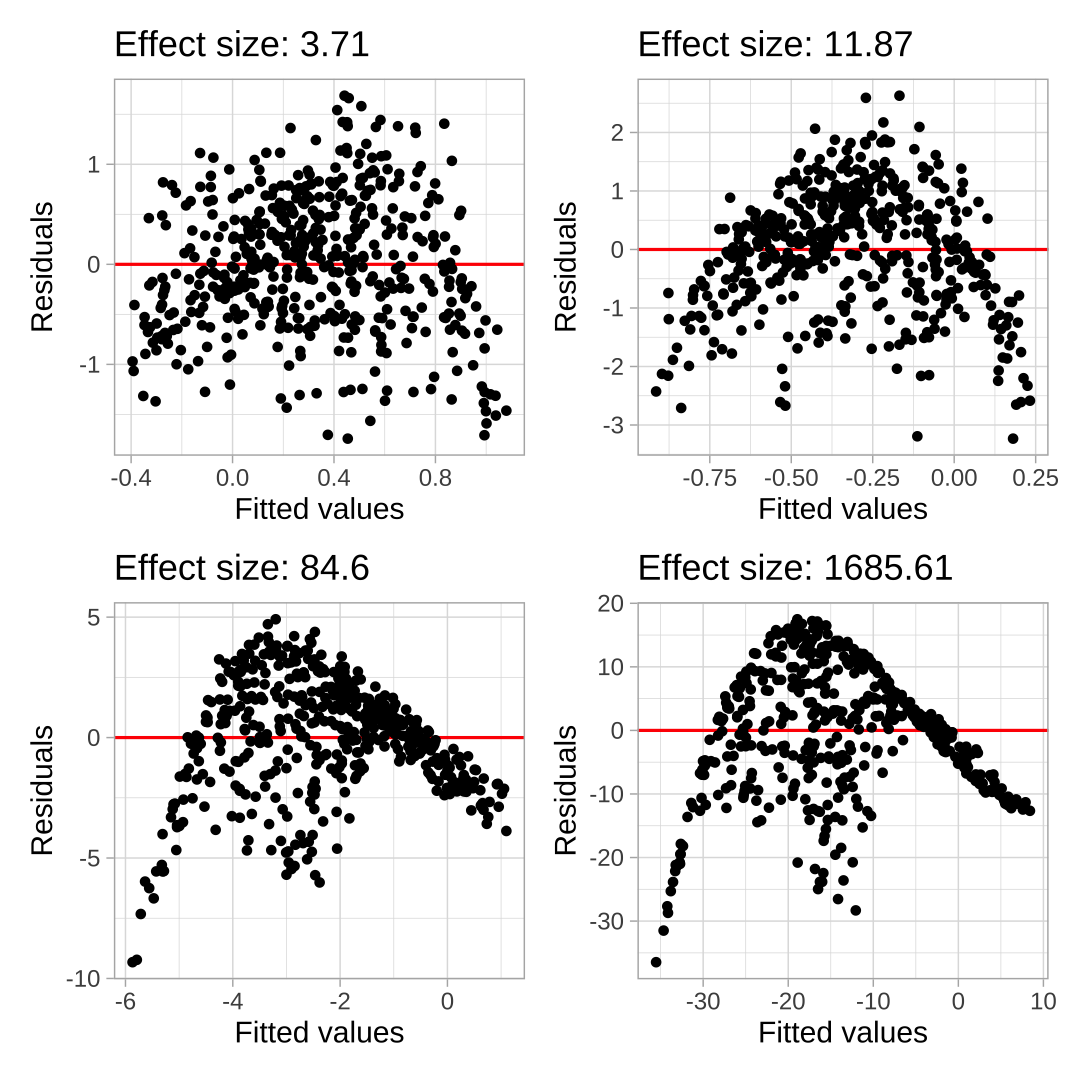 Effect size: 3.71
Residuals
1
0
-1
-0.4 0.0 0.4 0.8
Fitted values
Effect size: 11.87
Residuals
2
1
0
-1
-2
-3
-0.75 -0.50 -0.25 0.00 0.25
Fitted values
Effect size: 84.6
Residuals
5
0
-5
-10
-6 -4 -2 0
Fitted values
Effect size: 1685.61
Residuals
20
10
0
-10
-20
-30
-30 -20 -10 0 10
Fitted values